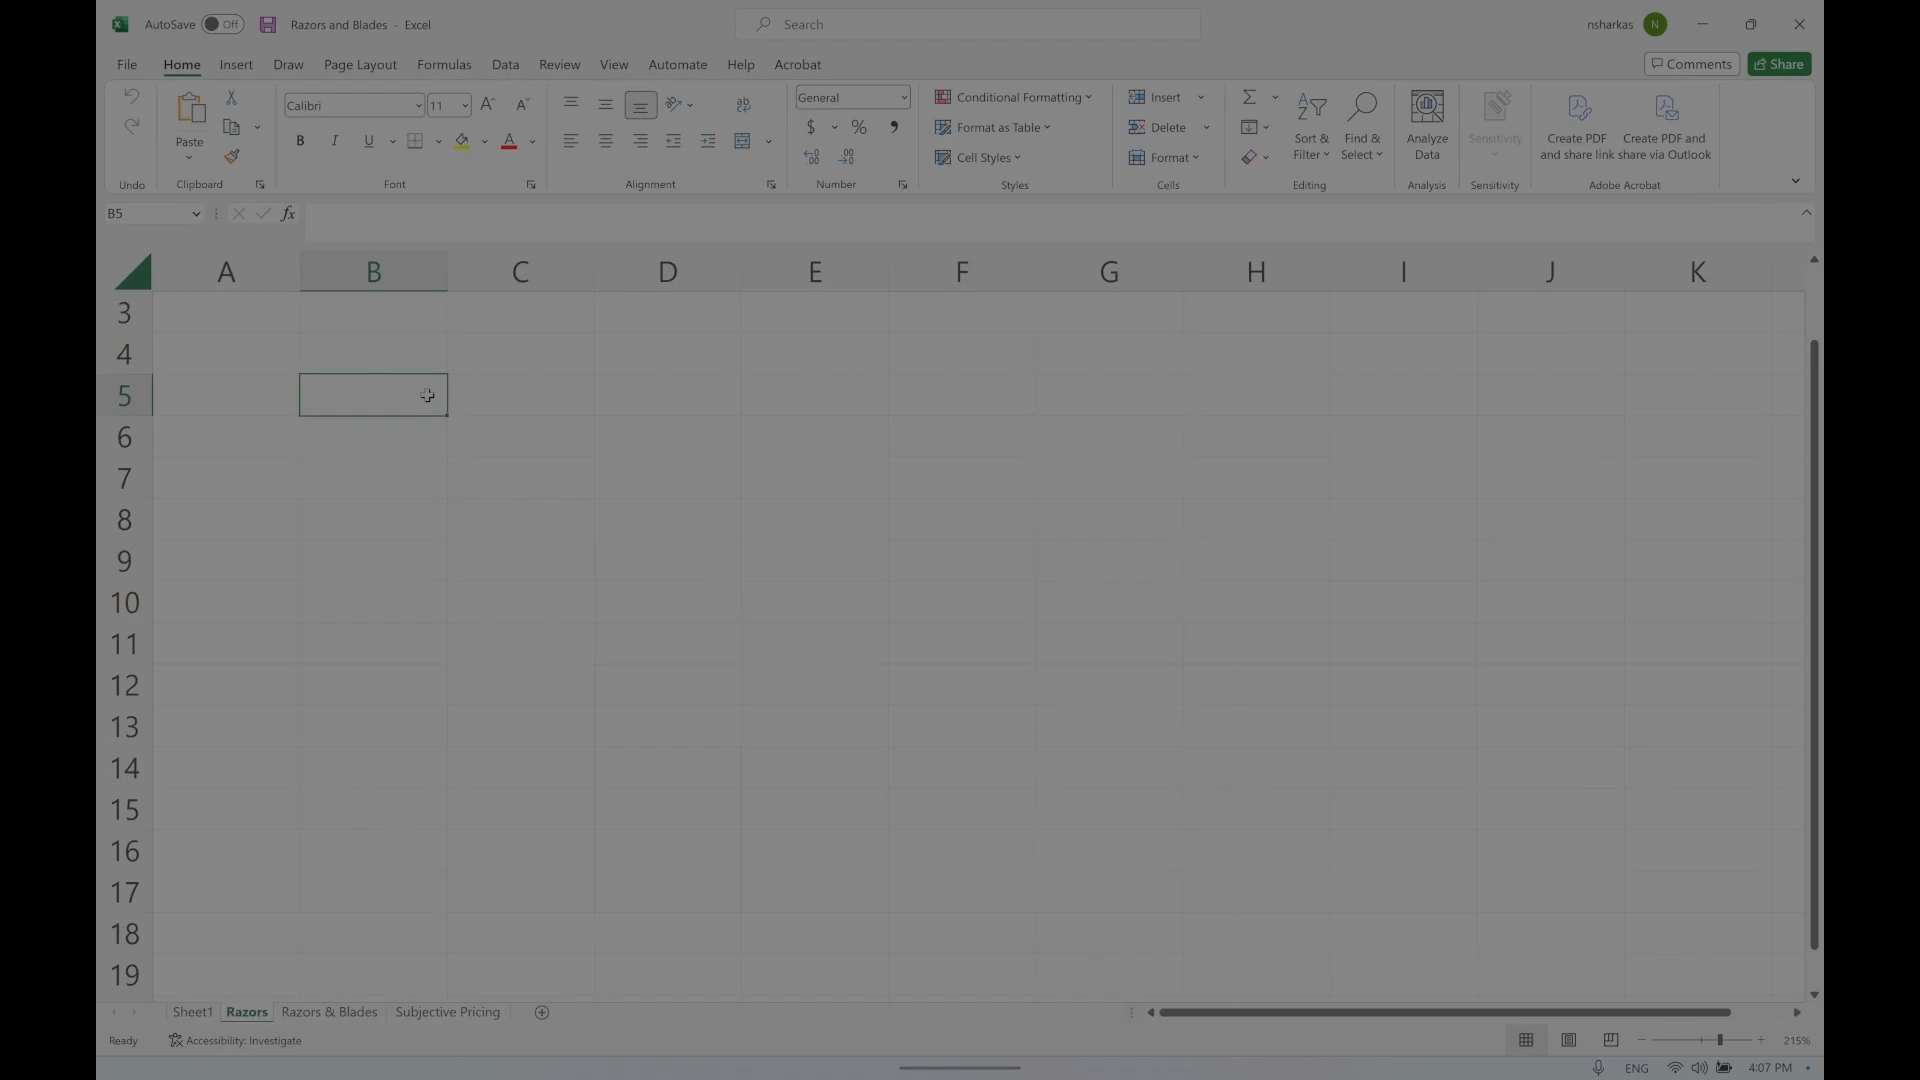 AutoSave Off Razors and Blades - Excel Search nsharkas N
File Home Insert Draw Page Layout Formulas Data Review View Automate Help Acrobat Comments Share
Calibri 11 General Conditional Formatting Insert
Paste B I U $ % Format as Table Delete Sort & Filter Find & Select Analyze Data Sensitivity Create PDF and share link Create PDF and share via Outlook
Cell Styles Format
Undo Clipboard Font Alignment Number Styles Cells Editing Analysis Sensitivity Adobe Acrobat
B5 fx
A B C D E F G H I J K
3
4
5
6
7
8
9
10
11
12
13
14
15
16
17
18
19
Sheet1 Razors Razors & Blades Subjective Pricing
Ready Accessibility: Investigate 215%
ENG 4:07 PM